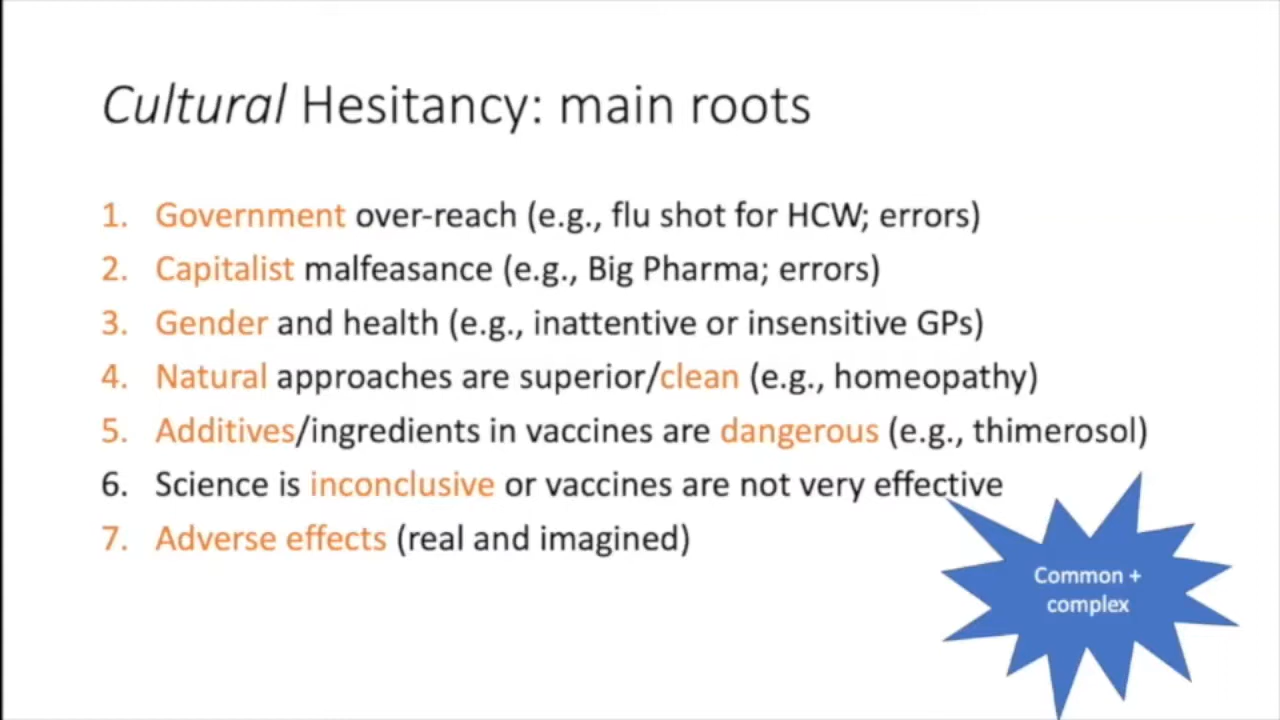 Cultural Hesitancy: main roots
1. Government over-reach (e.g., flu shot for HCW; errors)
2. Capitalist malfeasance (e.g., Big Pharma; errors)
3. Gender and health (e.g., inattentive or insensitive GPs)
4. Natural approaches are superior/clean (e.g., homeopathy)
5. Additives/ingredients in vaccines are dangerous (e.g., thimerosol)
6. Science is inconclusive or vaccines are not very effective
7. Adverse effects (real and imagined)
Common +
complex